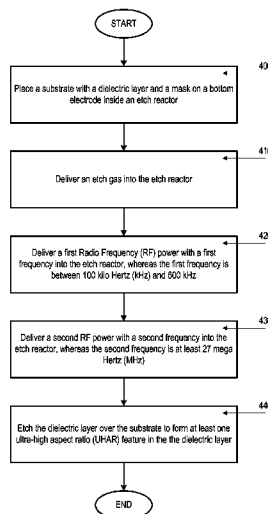 START
40
Place a substrate with a dielectric layer and a mask on a bottom
electrode inside an etch reactor
41
Deliver an etch gas into the etch reactor
42
Deliver a first Radio Frequency (RF) power with a first
frequency into the etch reactor, whereas the first frequency is
between 100 kilo Hertz (kHz) and 600 kHz
43
Deliver a second RF power with a second frequency into the
etch reactor, whereas the second frequency is at least 27 mega
Hertz (MHz)
44
Etch the dielectric layer over the substrate to form at least one
ultra-high aspect ratio (UHAR) feature in the the dielectric layer
END